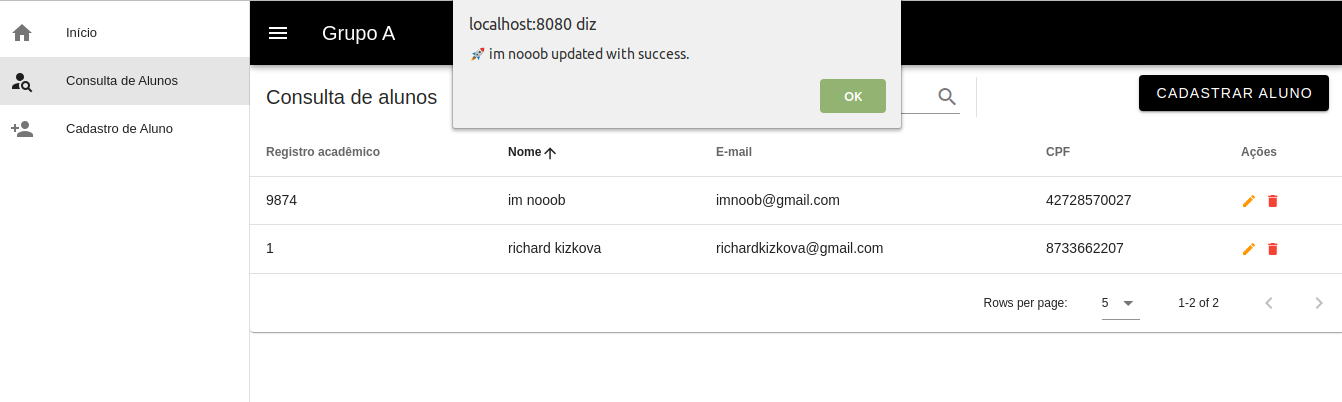 Início
Consulta de Alunos
Cadastro de Aluno
Grupo A
localhost:8080 diz
🚀 im nooob updated with success.
OK
Consulta de alunos
CADASTRAR ALUNO
Registro acadêmico Nome E-mail CPF Ações
9874 im nooob imnoob@gmail.com 42728570027
1 richard kizkova richardkizkova@gmail.com 8733662207
Rows per page: 5 1-2 of 2